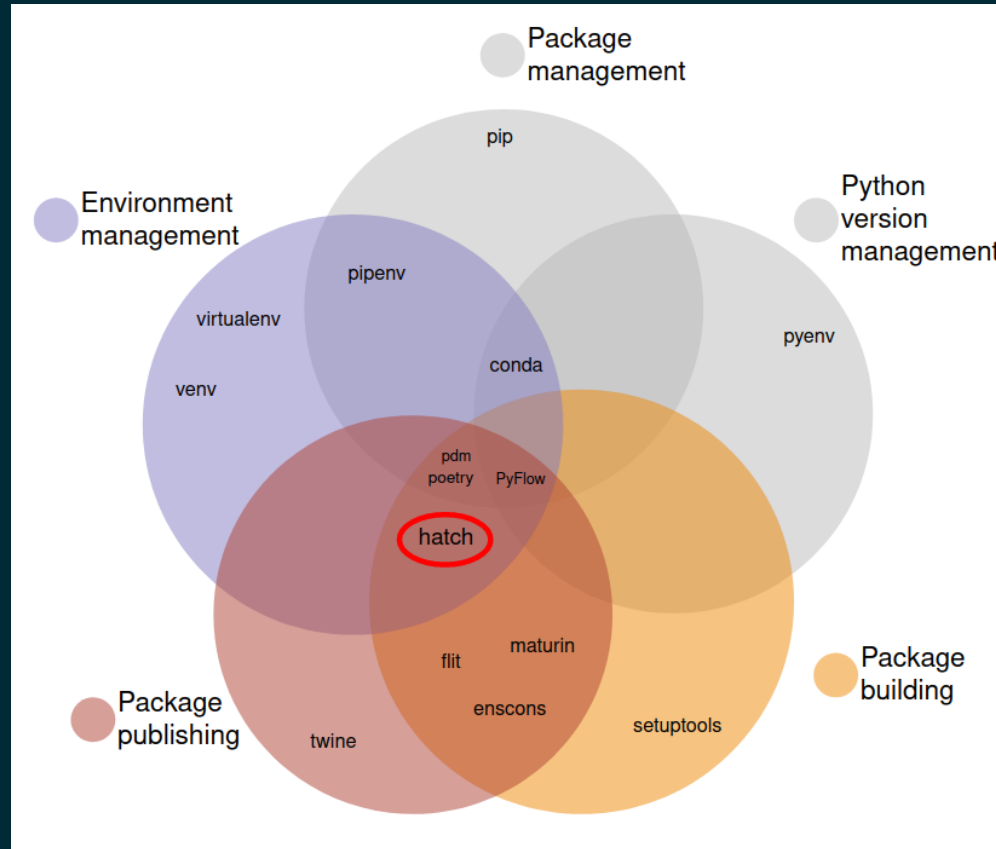 Package
management
pip
Environment
management
Python
version
management
pipenv
virtualenv
pyenv
conda
venv
pdm
poetry
PyFlow
hatch
maturin
flit
Package
building
enscons
Package
publishing
setuptools
twine